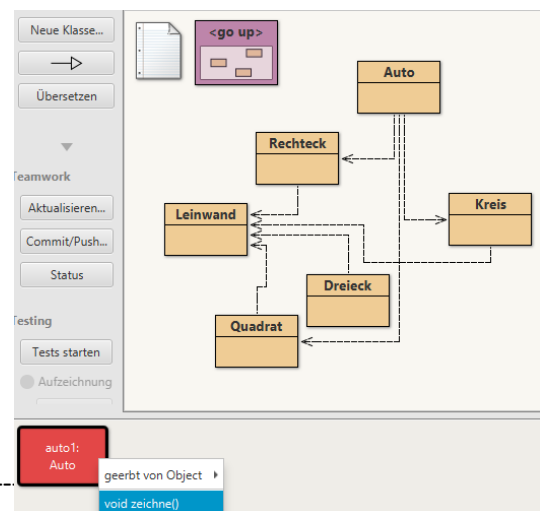 Neue Klasse...
Übersetzen
Teamwork
Aktualisieren...
Commit/Push...
Status
Testing
Tests starten
Aufzeichnung
<go up>
Auto
Rechteck
Kreis
Leinwand
Dreieck
Quadrat
auto1:
Auto
geerbt von Object
void zeichne()